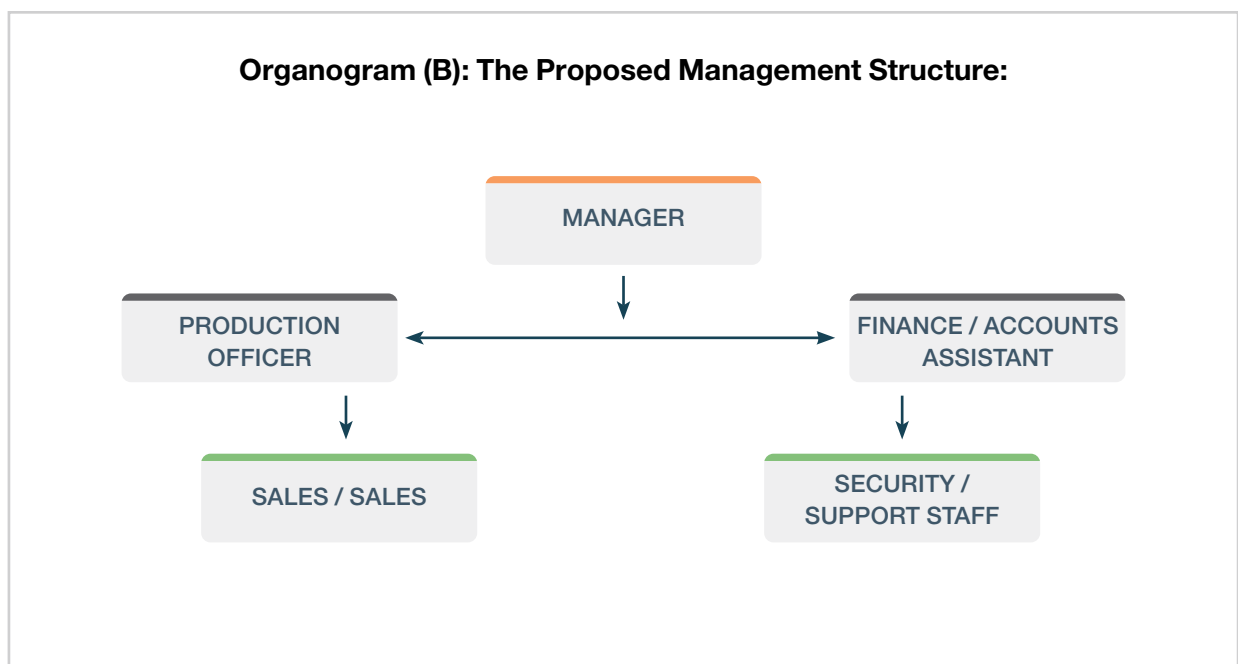 Organogram (B): The Proposed Management Structure:
MANAGER
PRODUCTION
OFFICER
FINANCE / ACCOUNTS
ASSISTANT
SALES / SALES
SECURITY /
SUPPORT STAFF